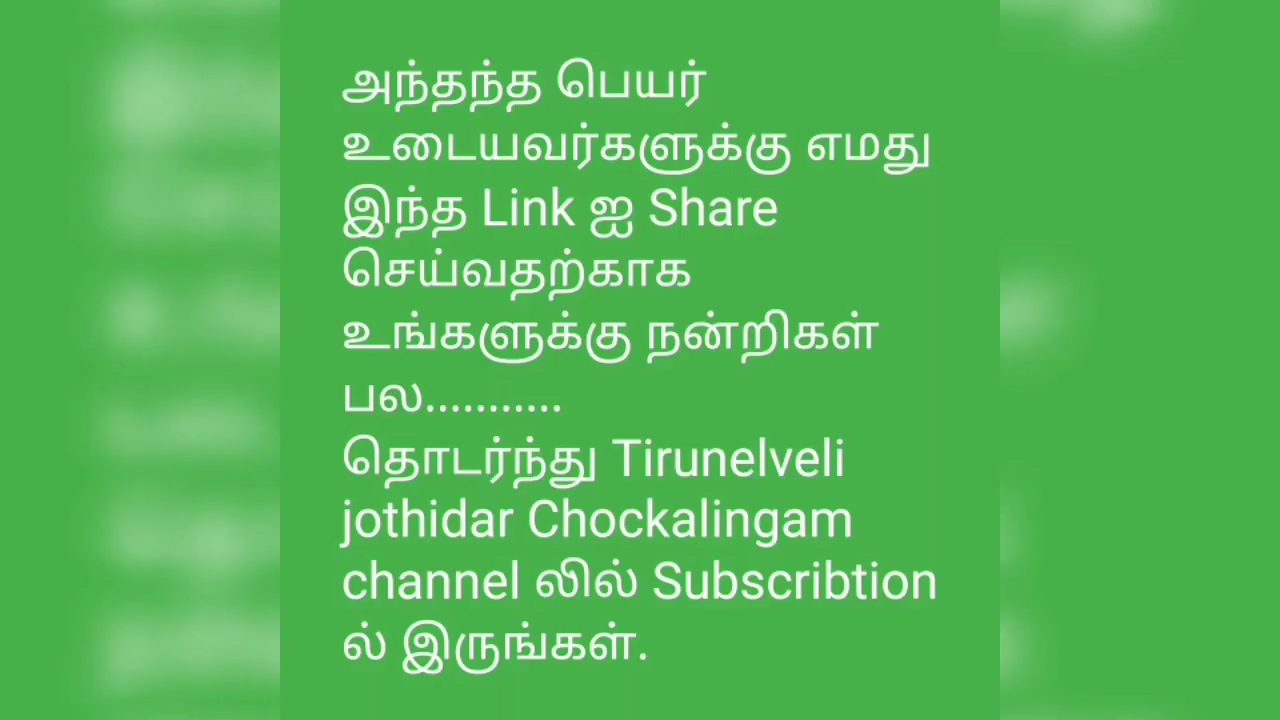 அந்தந்த பெயர்
உடையவர்களுக்கு எமது
இந்த Link ஐ Share
செய்வதற்காக
உங்களுக்கு நன்றிகள்
பல...........
தொடர்ந்து Tirunelveli
jothidar Chockalingam
channel லில் Subscribtion
ல் இருங்கள்.